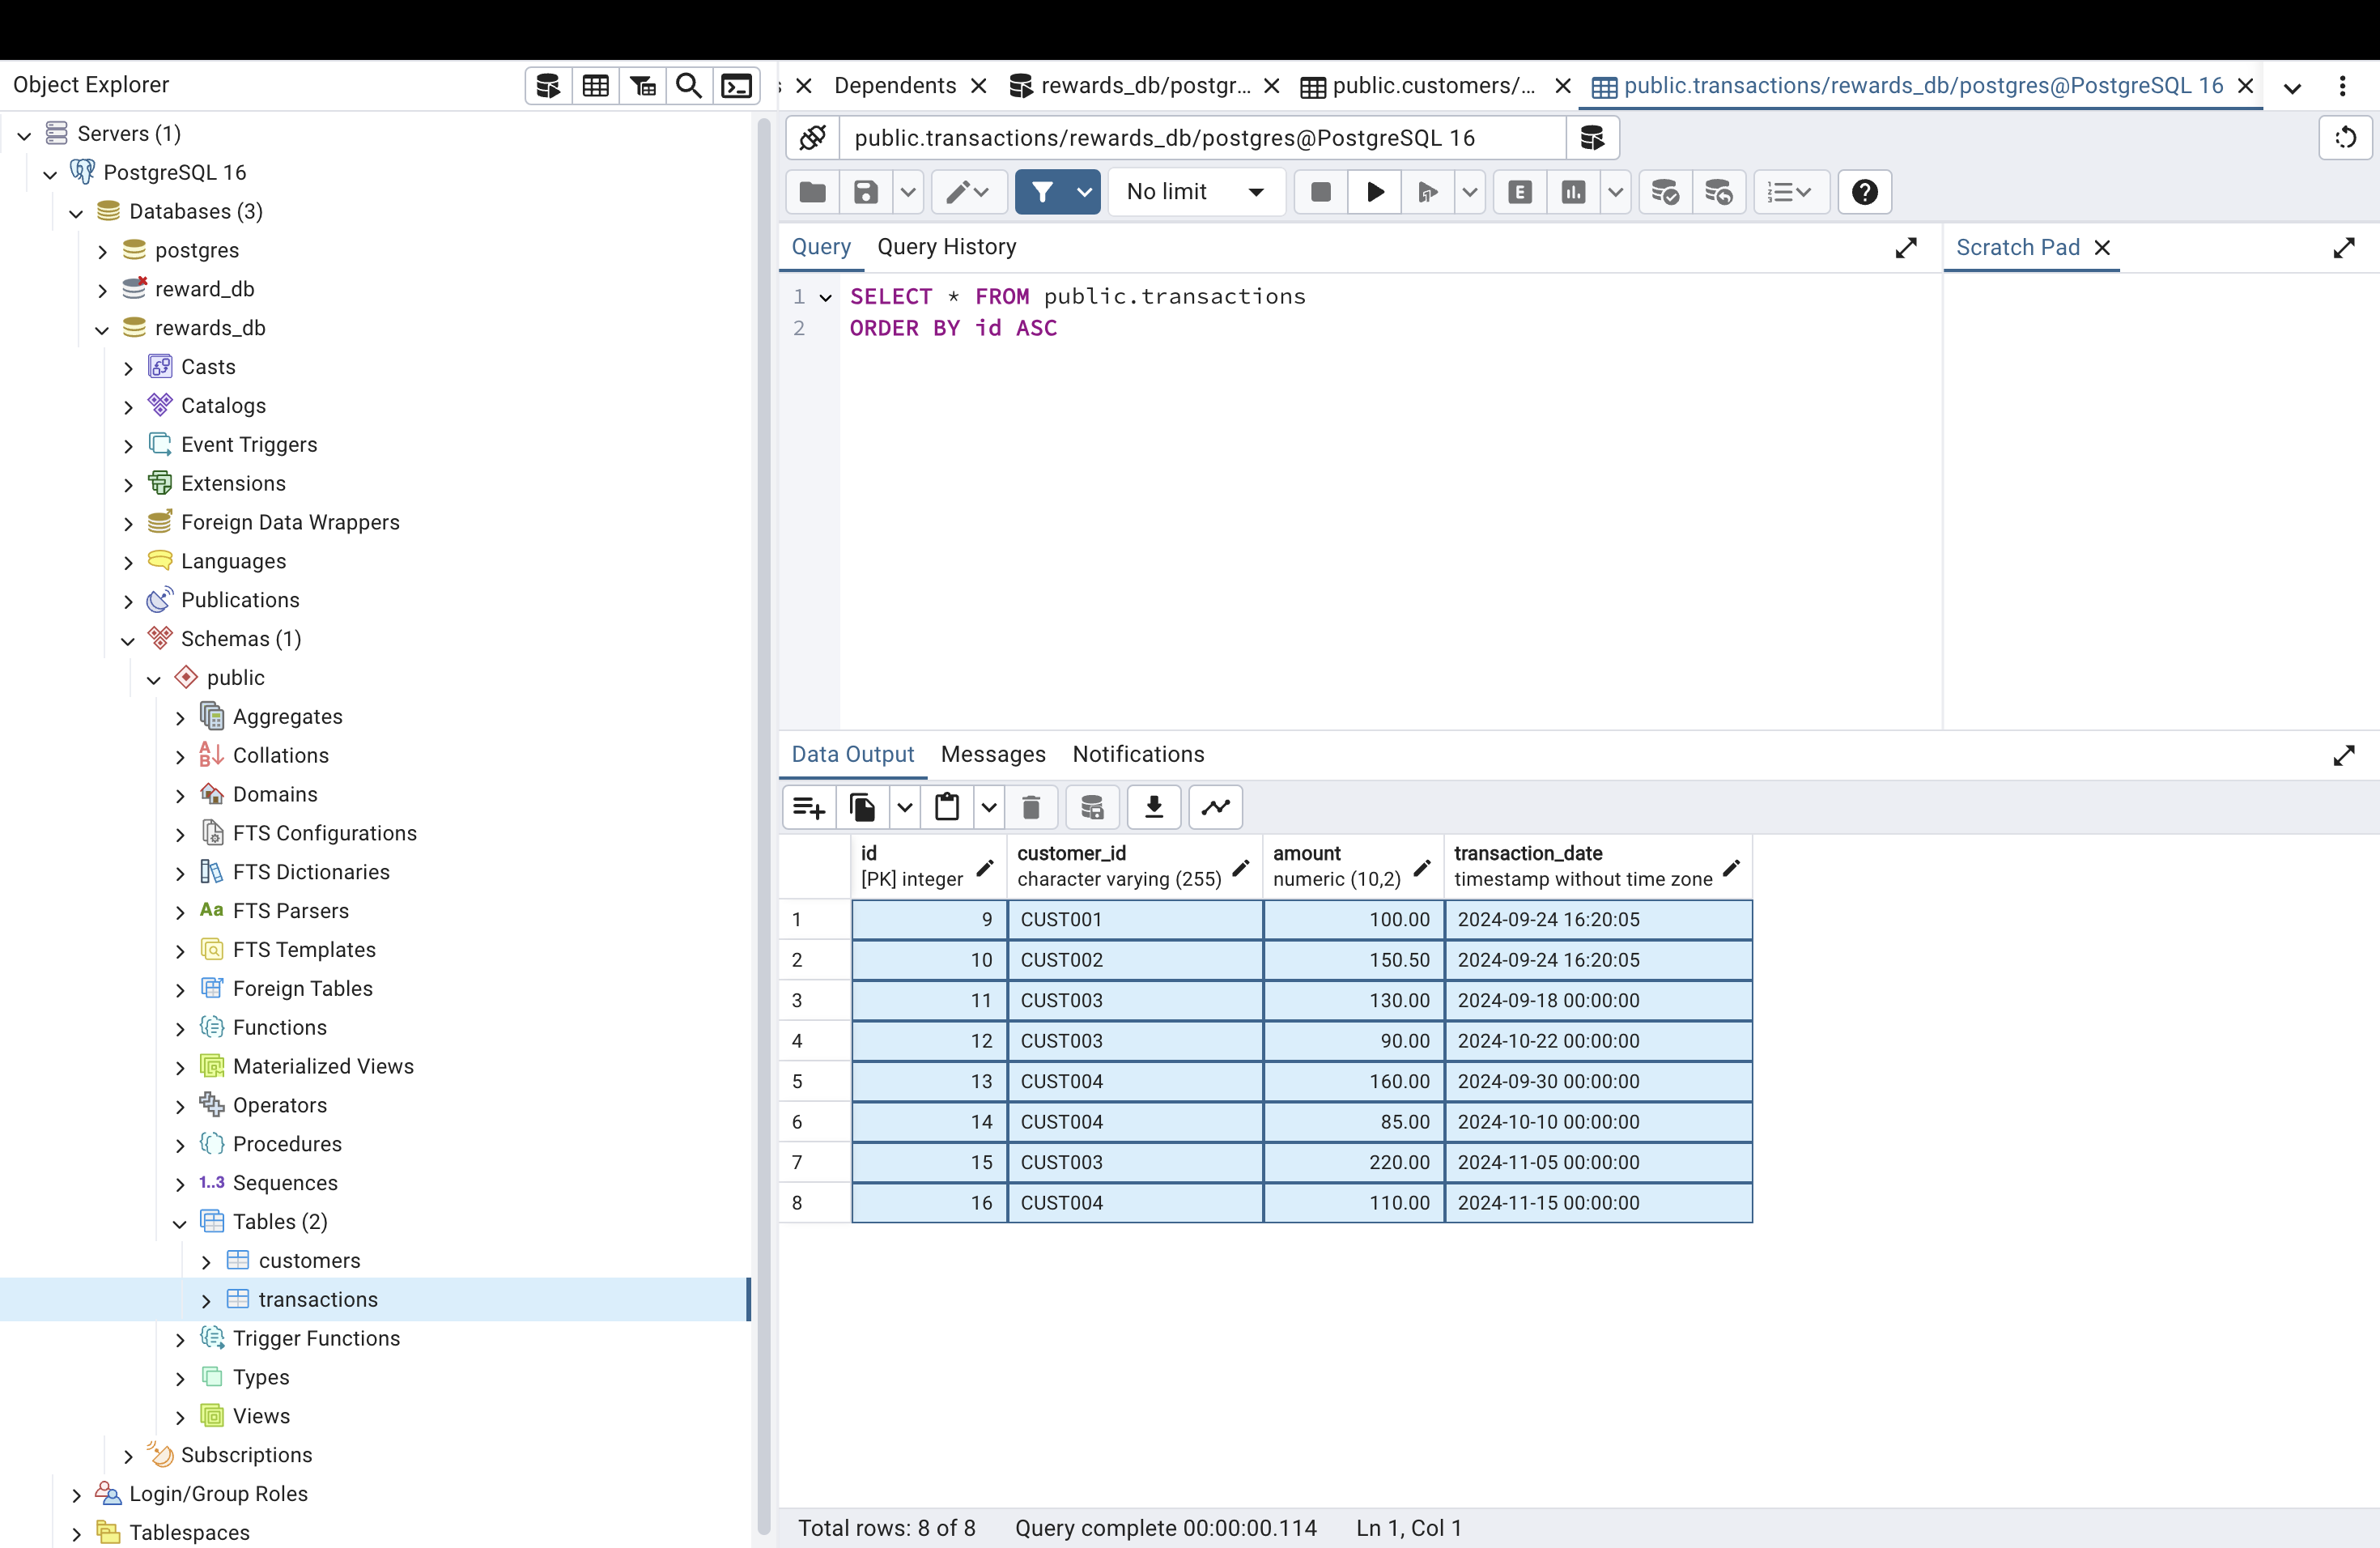 Object Explorer
Servers (1)
PostgreSQL 16
Databases (3)
postgres
reward_db
rewards_db
Casts
Catalogs
Event Triggers
Extensions
Foreign Data Wrappers
Languages
Publications
Schemas (1)
public
Aggregates
Collations
Domains
FTS Configurations
FTS Dictionaries
Aa FTS Parsers
FTS Templates
Foreign Tables
Functions
Materialized Views
Operators
Procedures
1..3 Sequences
Tables (2)
customers
transactions
Trigger Functions
Types
Views
Subscriptions
Login/Group Roles
Tablespaces
Dependents rewards_db/postgr... public.customers/... public.transactions/rewards_db/postgres@PostgreSQL 16
public.transactions/rewards_db/postgres@PostgreSQL 16
No limit E
Query Query History Scratch Pad
1 SELECT * FROM public.transactions
2 ORDER BY id ASC
Data Output Messages Notifications
id customer_id amount transaction_date
[PK] integer character varying (255) numeric (10,2) timestamp without time zone
1 9 CUST001 100.00 2024-09-24 16:20:05
2 10 CUST002 150.50 2024-09-24 16:20:05
3 11 CUST003 130.00 2024-09-18 00:00:00
4 12 CUST003 90.00 2024-10-22 00:00:00
5 13 CUST004 160.00 2024-09-30 00:00:00
6 14 CUST004 85.00 2024-10-10 00:00:00
7 15 CUST003 220.00 2024-11-05 00:00:00
8 16 CUST004 110.00 2024-11-15 00:00:00
Total rows: 8 of 8 Query complete 00:00:00.114 Ln 1, Col 1